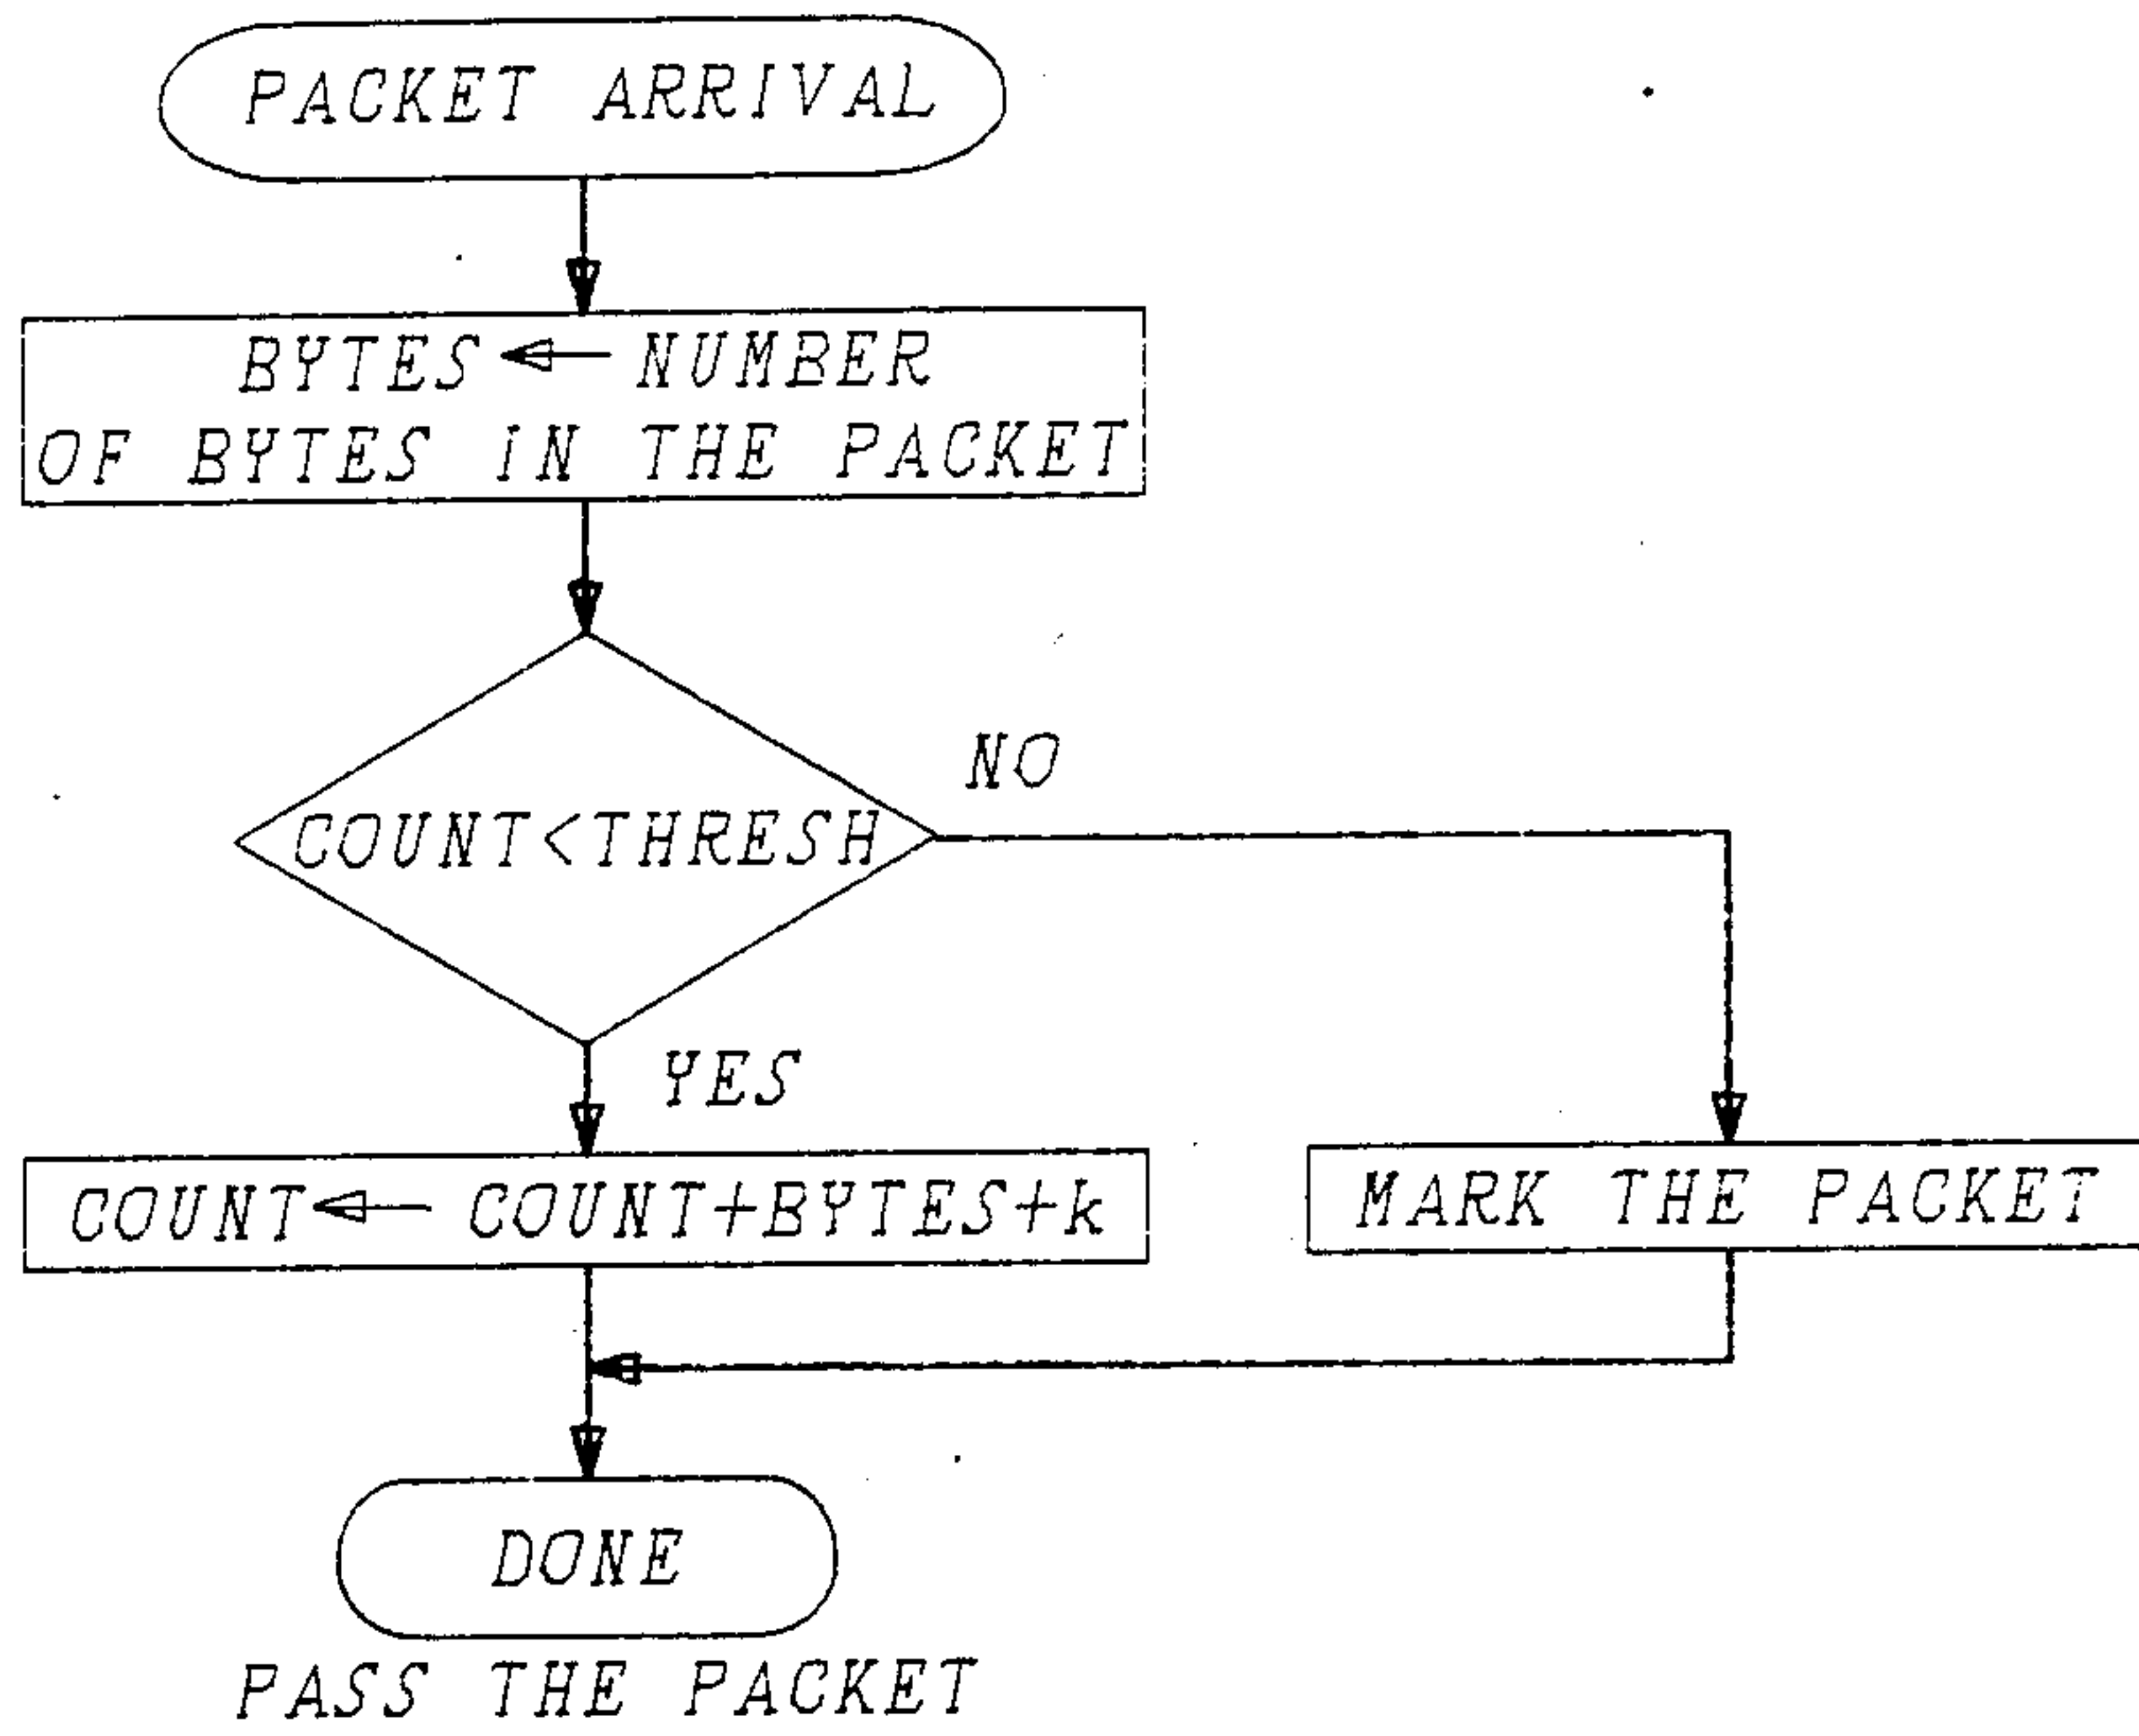 PACKET ARRIVAL
BYTES ← NUMBER
OF BYTES IN THE PACKET
COUNT<THRESH
NO
YES
COUNT ← COUNT+BYTES+k
MARK THE PACKET
DONE
PASS THE PACKET